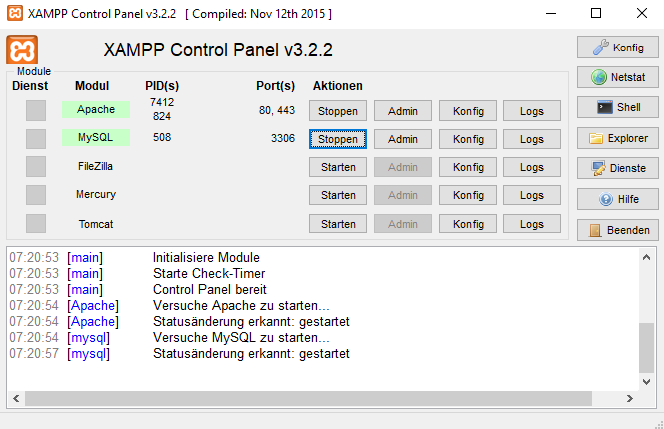 XAMPP Control Panel v3.2.2 [ Compiled: Nov 12th 2015 ]
XAMPP Control Panel v3.2.2
Konfig
Module
Dienst Modul PID(s) Port(s) Aktionen
Netstat
Apache 7412 824 80, 443 Stoppen Admin Konfig Logs
Shell
MySQL 508 3306 Stoppen Admin Konfig Logs
Explorer
FileZilla Starten Admin Konfig Logs
Dienste
Mercury Starten Admin Konfig Logs
Hilfe
Tomcat Starten Admin Konfig Logs
Beenden
07:20:53 [main] Initialisiere Module
07:20:53 [main] Starte Check-Timer
07:20:53 [main] Control Panel bereit
07:20:54 [Apache] Versuche Apache zu starten...
07:20:54 [Apache] Statusänderung erkannt: gestartet
07:20:54 [mysql] Versuche MySQL zu starten...
07:20:57 [mysql] Statusänderung erkannt: gestartet